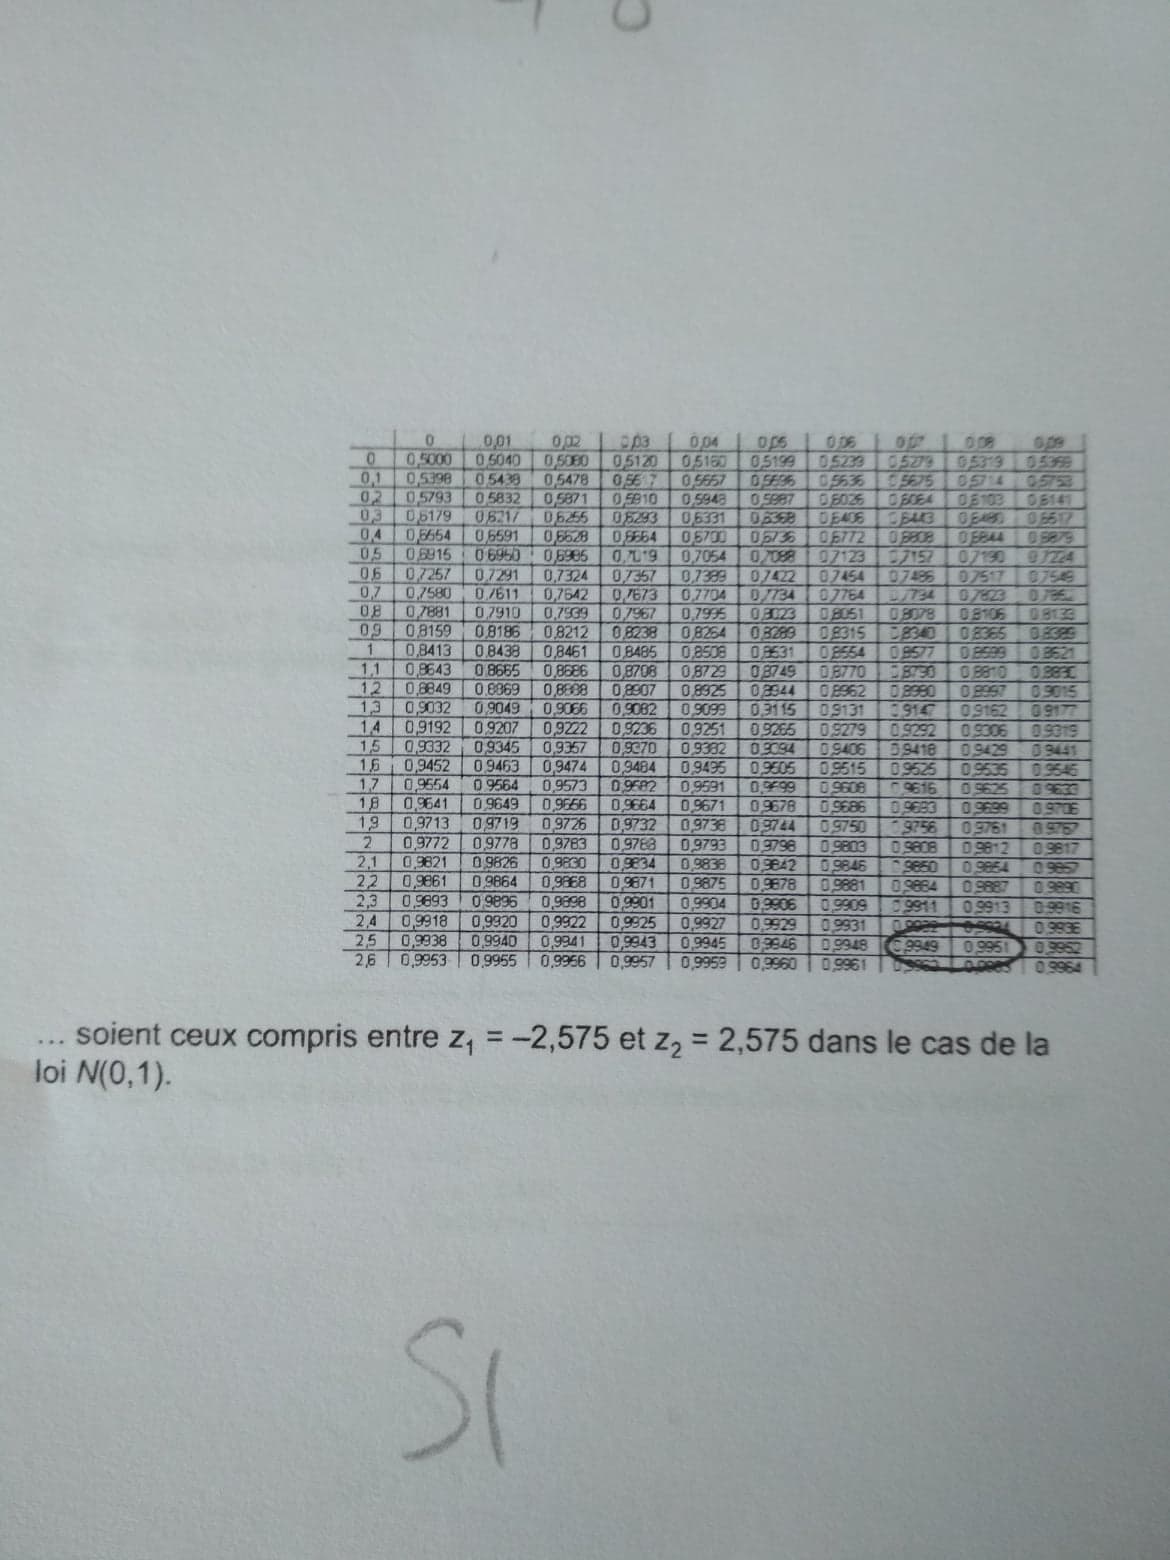 0 0,01 0,02 0,03 0,04 0,05 0,06 0,07 0,08 0,09
0 0,5000 0,5040 0,5080 0,5120 0,5160 0,5199 0,5239 0,5279 0,5319 0,5359
0,1 0,5398 0,5438 0,5478 0,5517 0,5557 0,5596 0,5636 0,5675 0,5714 0,5753
0,2 0,5793 0,5832 0,5871 0,5910 0,5948 0,5987 0,6026 0,6064 0,6103 0,6141
0,3 0,6179 0,6217 0,6255 0,6293 0,6331 0,6368 0,6406 0,6443 0,6480 0,6517
0,4 0,6554 0,6591 0,6628 0,6664 0,6700 0,6736 0,6772 0,6808 0,6844 0,6879
0,5 0,6915 0,6950 0,6985 0,7019 0,7054 0,7088 0,7123 0,7157 0,7190 0,7224
0,6 0,7257 0,7291 0,7324 0,7357 0,7389 0,7422 0,7454 0,7486 0,7517 0,7549
0,7 0,7580 0,7611 0,7642 0,7673 0,7704 0,7734 0,7764 0,7794 0,7823 0,7852
0,8 0,7881 0,7910 0,7939 0,7967 0,7995 0,8023 0,8051 0,8078 0,8106 0,8133
0,9 0,8159 0,8186 0,8212 0,8238 0,8264 0,8289 0,8315 0,8340 0,8365 0,8389
1 0,8413 0,8438 0,8461 0,8485 0,8508 0,8531 0,8554 0,8577 0,8599 0,8621
1,1 0,8643 0,8665 0,8686 0,8708 0,8729 0,8749 0,8770 0,8790 0,8810 0,8830
1,2 0,8849 0,8869 0,8888 0,8907 0,8925 0,8944 0,8962 0,8980 0,8997 0,9015
1,3 0,9032 0,9049 0,9066 0,9082 0,9099 0,9115 0,9131 0,9147 0,9162 0,9177
1,4 0,9192 0,9207 0,9222 0,9236 0,9251 0,9265 0,9279 0,9292 0,9306 0,9319
1,5 0,9332 0,9345 0,9357 0,9370 0,9382 0,9394 0,9406 0,9418 0,9429 0,9441
1,6 0,9452 0,9463 0,9474 0,9484 0,9495 0,9505 0,9515 0,9525 0,9535 0,9545
1,7 0,9554 0,9564 0,9573 0,9582 0,9591 0,9599 0,9608 0,9616 0,9625 0,9633
1,8 0,9641 0,9649 0,9656 0,9664 0,9671 0,9678 0,9686 0,9693 0,9699 0,9706
1,9 0,9713 0,9719 0,9726 0,9732 0,9738 0,9744 0,9750 0,9756 0,9761 0,9767
2 0,9772 0,9778 0,9783 0,9788 0,9793 0,9798 0,9803 0,9808 0,9812 0,9817
2,1 0,9821 0,9826 0,9830 0,9834 0,9838 0,9842 0,9846 0,9850 0,9854 0,9857
2,2 0,9861 0,9864 0,9868 0,9871 0,9875 0,9878 0,9881 0,9884 0,9887 0,9890
2,3 0,9893 0,9896 0,9898 0,9901 0,9904 0,9906 0,9909 0,9911 0,9913 0,9916
2,4 0,9918 0,9920 0,9922 0,9925 0,9927 0,9929 0,9931 0,9936
2,5 0,9938 0,9940 0,9941 0,9943 0,9945 0,9946 0,9948 0,9949 0,9951 0,9952
2,6 0,9953 0,9955 0,9956 0,9957 0,9959 0,9960 0,9961 0,9964
... soient ceux compris entre z₁ = –2,575 et z₂ = 2,575 dans le cas de la
loi N(0,1).
SI